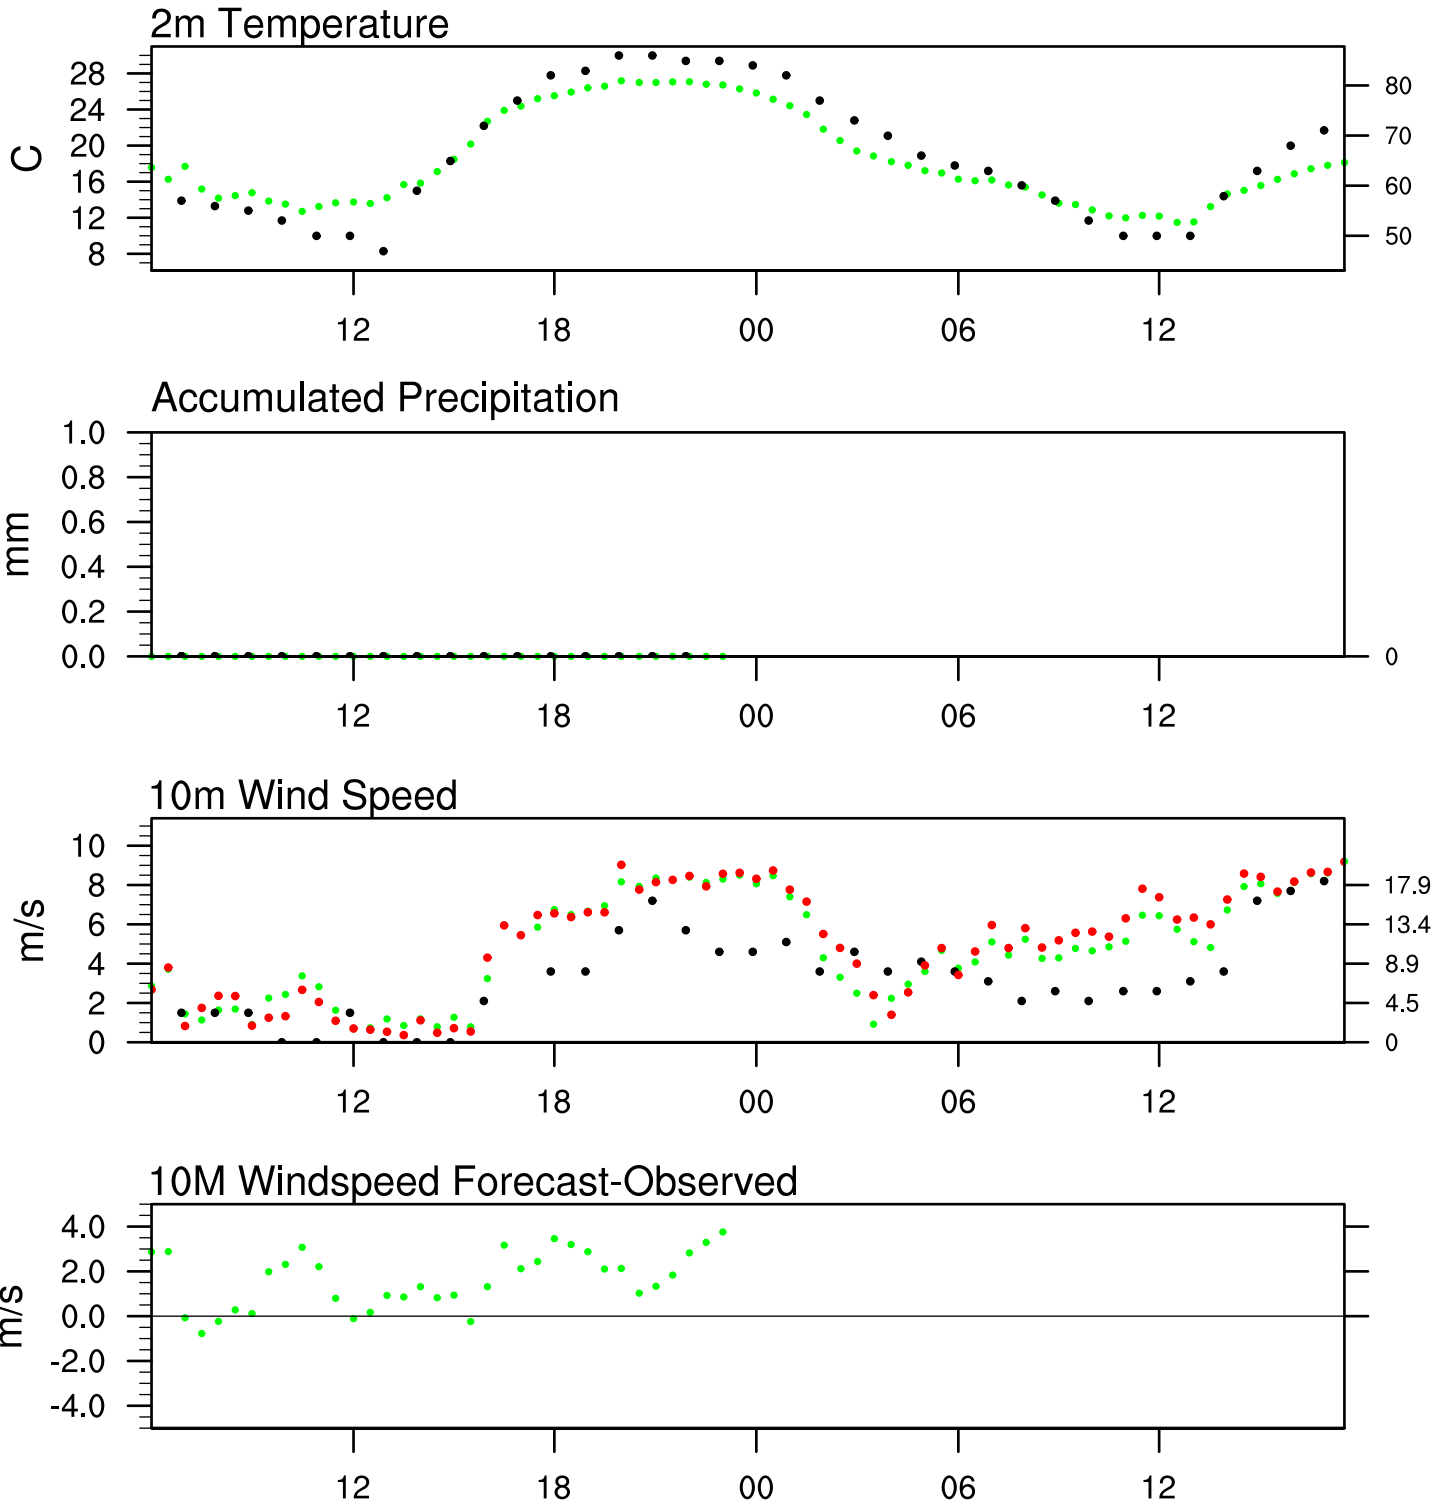 2m Temperature
C
28
24
20
16
12
8
80
70
60
50
12 18 00 06 12
Accumulated Precipitation
mm
1.0
0.8
0.6
0.4
0.2
0.0
0
12 18 00 06 12
10m Wind Speed
m/s
10
8
6
4
2
0
17.9
13.4
8.9
4.5
0
12 18 00 06 12
10M Windspeed Forecast-Observed
m/s
4.0
2.0
0.0
-2.0
-4.0
12 18 00 06 12